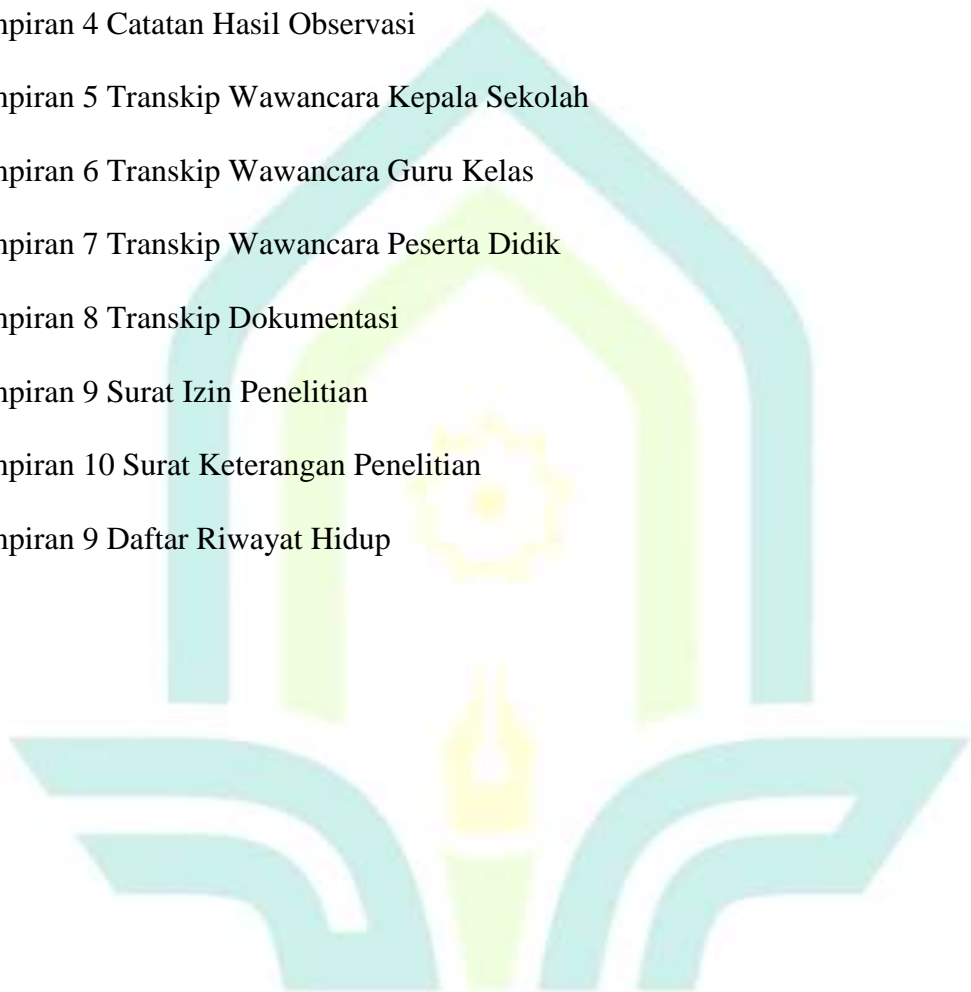 npiran 4 Catatan Hasil Observasi
npiran 5 Transkip Wawancara Kepala Sekolah
npiran 6 Transkip Wawancara Guru Kelas
npiran 7 Transkip Wawancara Peserta Didik
npiran 8 Transkip Dokumentasi
npiran 9 Surat Izin Penelitian
npiran 10 Surat Keterangan Penelitian
npiran 9 Daftar Riwayat Hidup